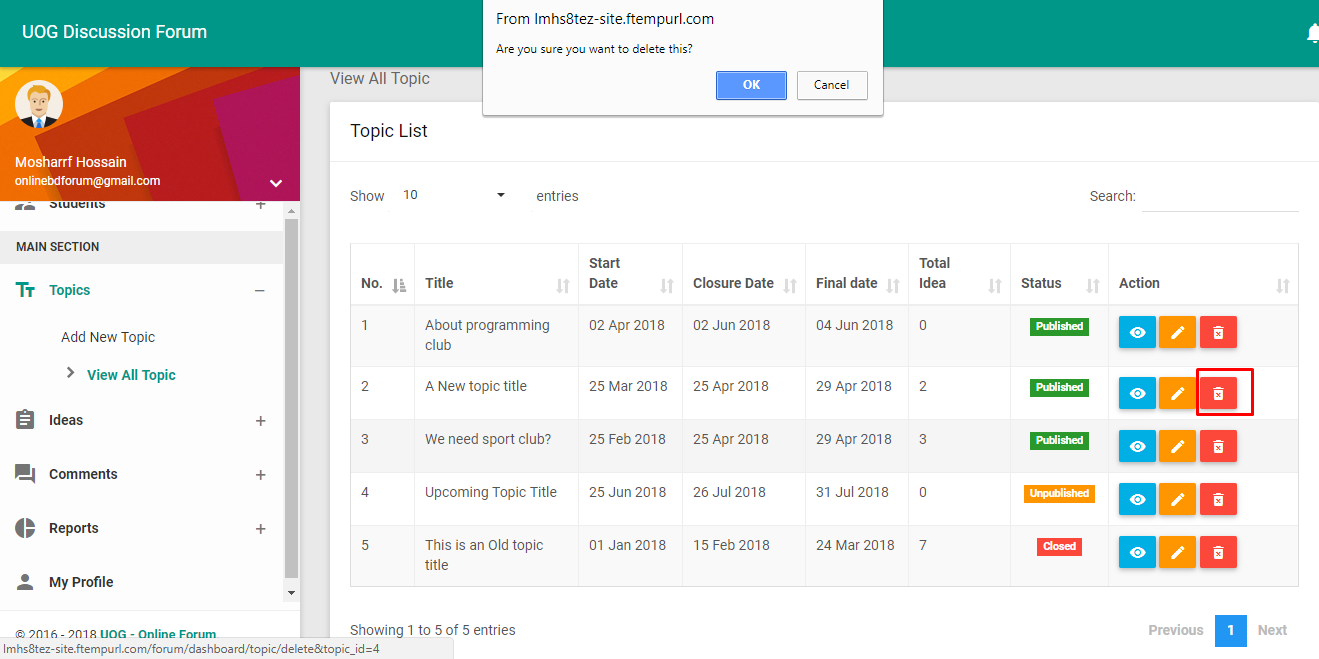 UOG Discussion Forum
From lmhs8tez-site.ftempurl.com
Are you sure you want to delete this?
OK Cancel
Mosharrf Hossain
onlinebdforum@gmail.com
Students +
MAIN SECTION
Topics −
Add New Topic
View All Topic
Ideas +
Comments +
Reports +
My Profile
© 2016 - 2018 UOG - Online Forum
lmhs8tez-site.ftempurl.com/forum/dashboard/topic/delete&topic_id=4
View All Topic
Topic List
Show 10 entries Search:
No. Title Start Date Closure Date Final date Total Idea Status Action
1 About programming club 02 Apr 2018 02 Jun 2018 04 Jun 2018 0 Published
2 A New topic title 25 Mar 2018 25 Apr 2018 29 Apr 2018 2 Published
3 We need sport club? 25 Feb 2018 25 Apr 2018 29 Apr 2018 3 Published
4 Upcoming Topic Title 25 Jun 2018 26 Jul 2018 31 Jul 2018 0 Unpublished
5 This is an Old topic title 01 Jan 2018 15 Feb 2018 24 Mar 2018 7 Closed
Showing 1 to 5 of 5 entries Previous 1 Next